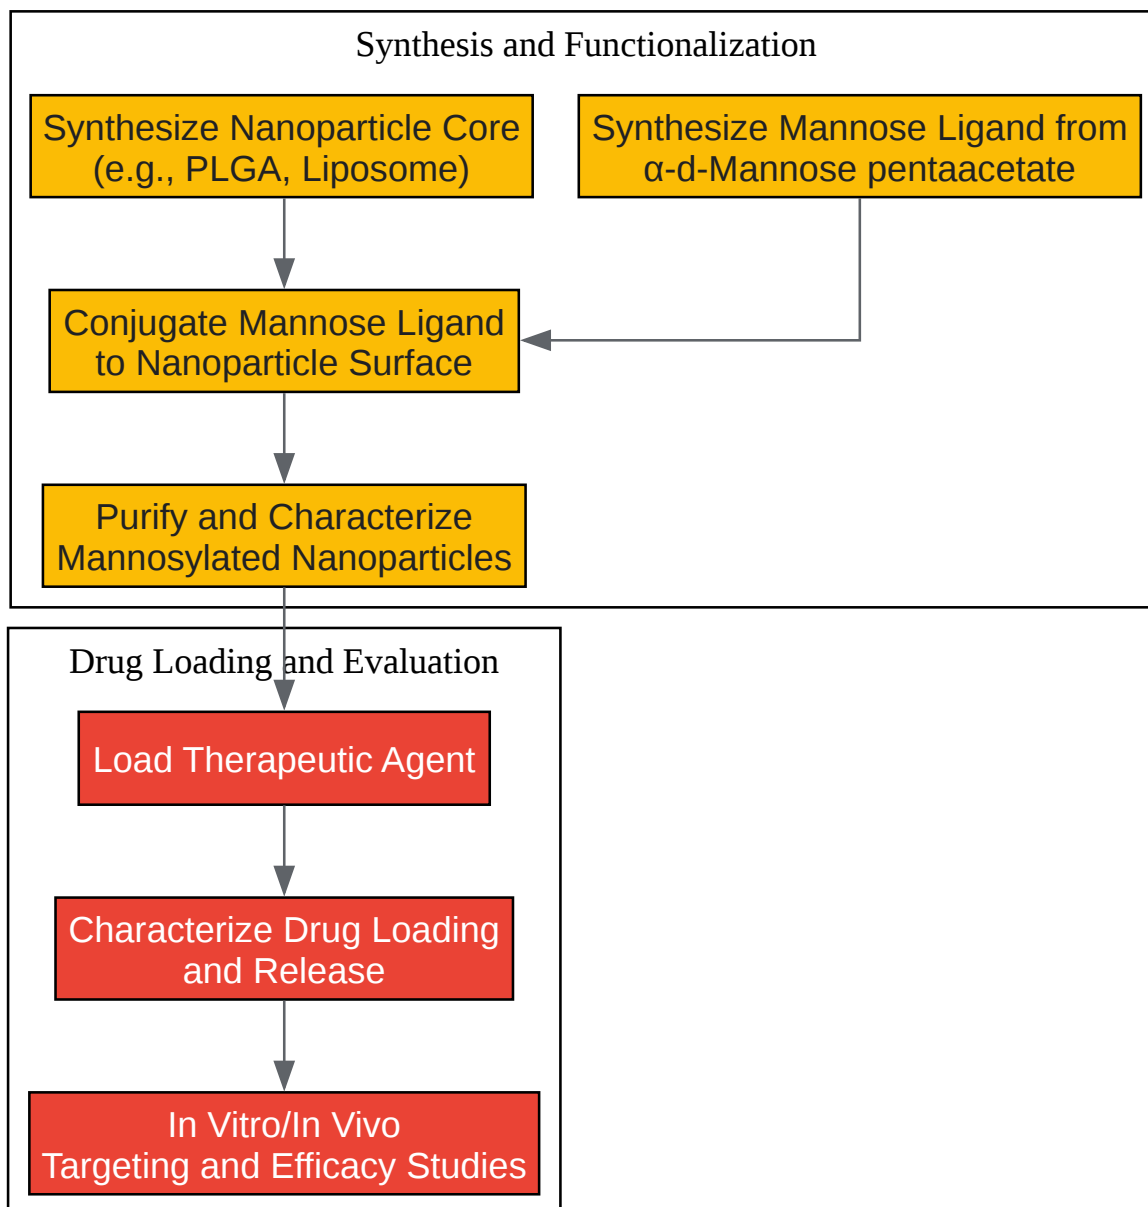 Synthesis and Functionalization
Synthesize Nanoparticle Core
(e.g., PLGA, Liposome)
Synthesize Mannose Ligand from
α-d-Mannose pentaacetate
Conjugate Mannose Ligand
to Nanoparticle Surface
Purify and Characterize
Mannosylated Nanoparticles
Drug Loading and Evaluation
Load Therapeutic Agent
Characterize Drug Loading
and Release
In Vitro/In Vivo
Targeting and Efficacy Studies